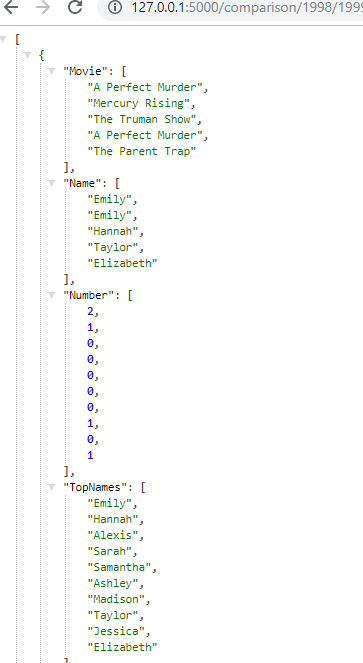 127.0.0.1:5000/comparison/1998/1999
[
{
"Movie": [
"A Perfect Murder",
"Mercury Rising",
"The Truman Show",
"A Perfect Murder",
"The Parent Trap"
],
"Name": [
"Emily",
"Emily",
"Hannah",
"Taylor",
"Elizabeth"
],
"Number": [
2,
1,
0,
0,
0,
0,
0,
1,
0,
1
],
"TopNames": [
"Emily",
"Hannah",
"Alexis",
"Sarah",
"Samantha",
"Ashley",
"Madison",
"Taylor",
"Jessica",
"Elizabeth"
]